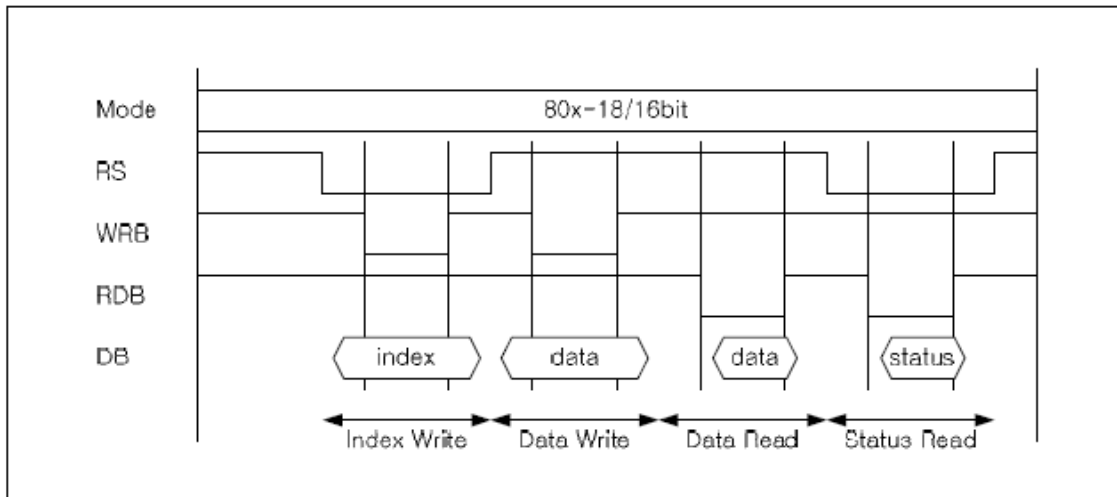 Mode 80x-18/16bit
RS
WRB
RDB
DB index data data status
Index Write Data Write Data Read Status Read